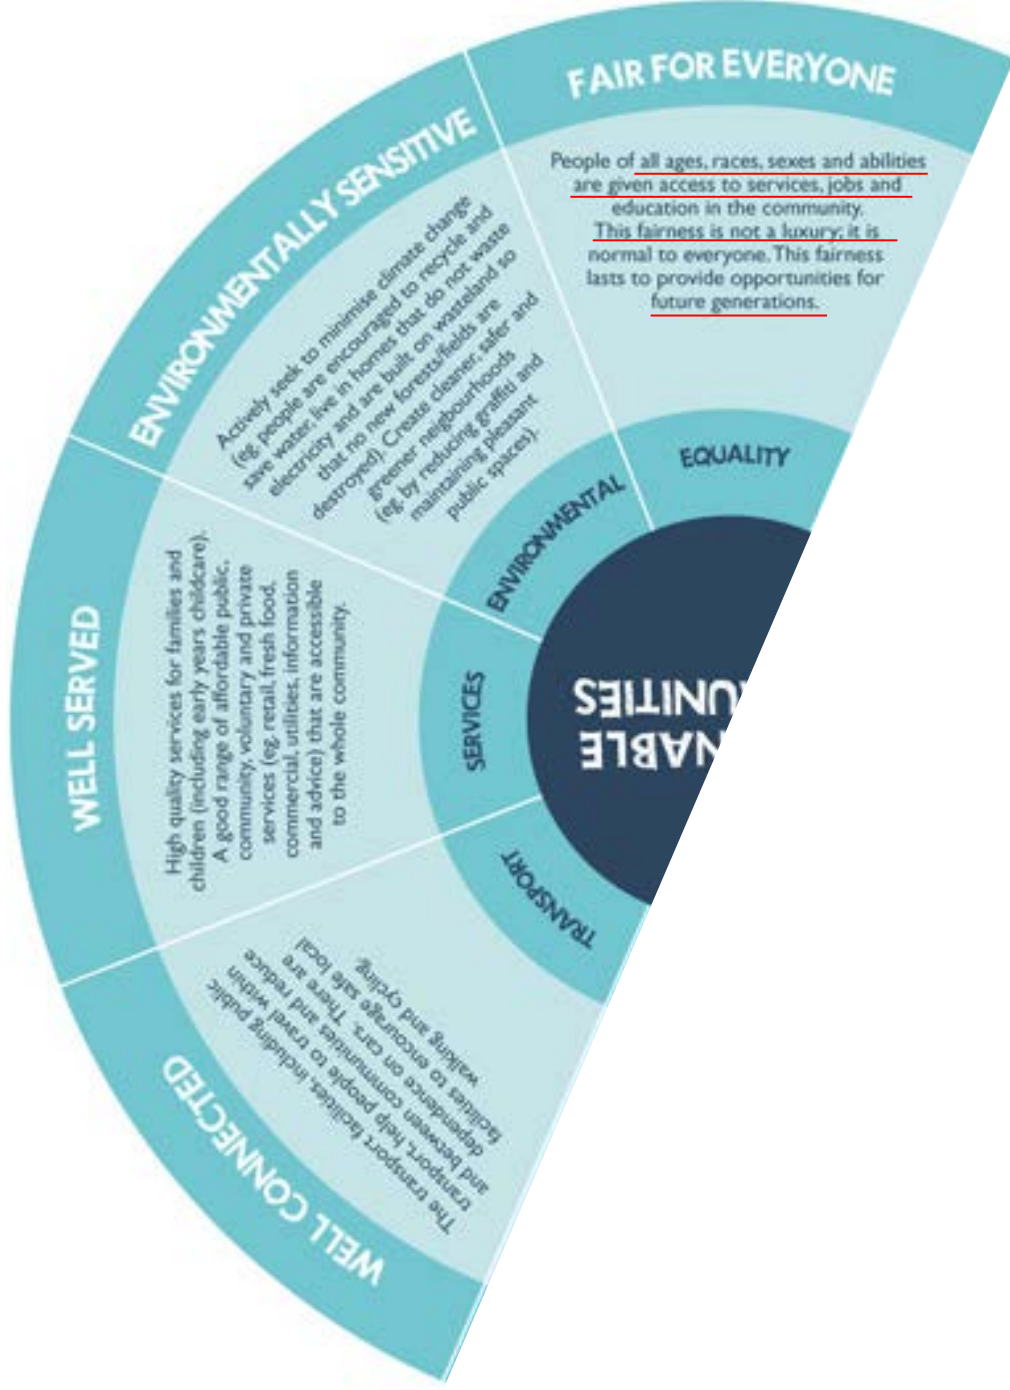 FAIR FOR EVERYONE
People of all ages, races, sexes and abilities
are given access to services, jobs and
education in the community.
This fairness is not a luxury; it is
normal to everyone. This fairness
lasts to provide opportunities for
future generations.
EQUALITY
ENVIRONMENTALLY SENSITIVE
Actively seek to minimise climate change
(eg. people are encouraged to recycle and
save water, live in homes that do not waste
electricity and are built on wasteland so
that no new forests/fields are
destroyed). Create cleaner, safer and
greener neigbourhoods
(eg. by reducing graffiti and
maintaining pleasant
public spaces).
ENVIRONMENTAL
WELL SERVED
High quality services for families and
children (including early years childcare).
A good range of affordable public,
community, voluntary and private
services (eg. retail, fresh food,
commercial, utilities, information
and advice) that are accessible
to the whole community.
SERVICES
WELL CONNECTED
The transport facilities, including public
transport, help people to travel within
and between communities and reduce
dependence on cars. There are
facilities to encourage safe local
walking and cycling.
TRANSPORT
NABLE
UNITIES